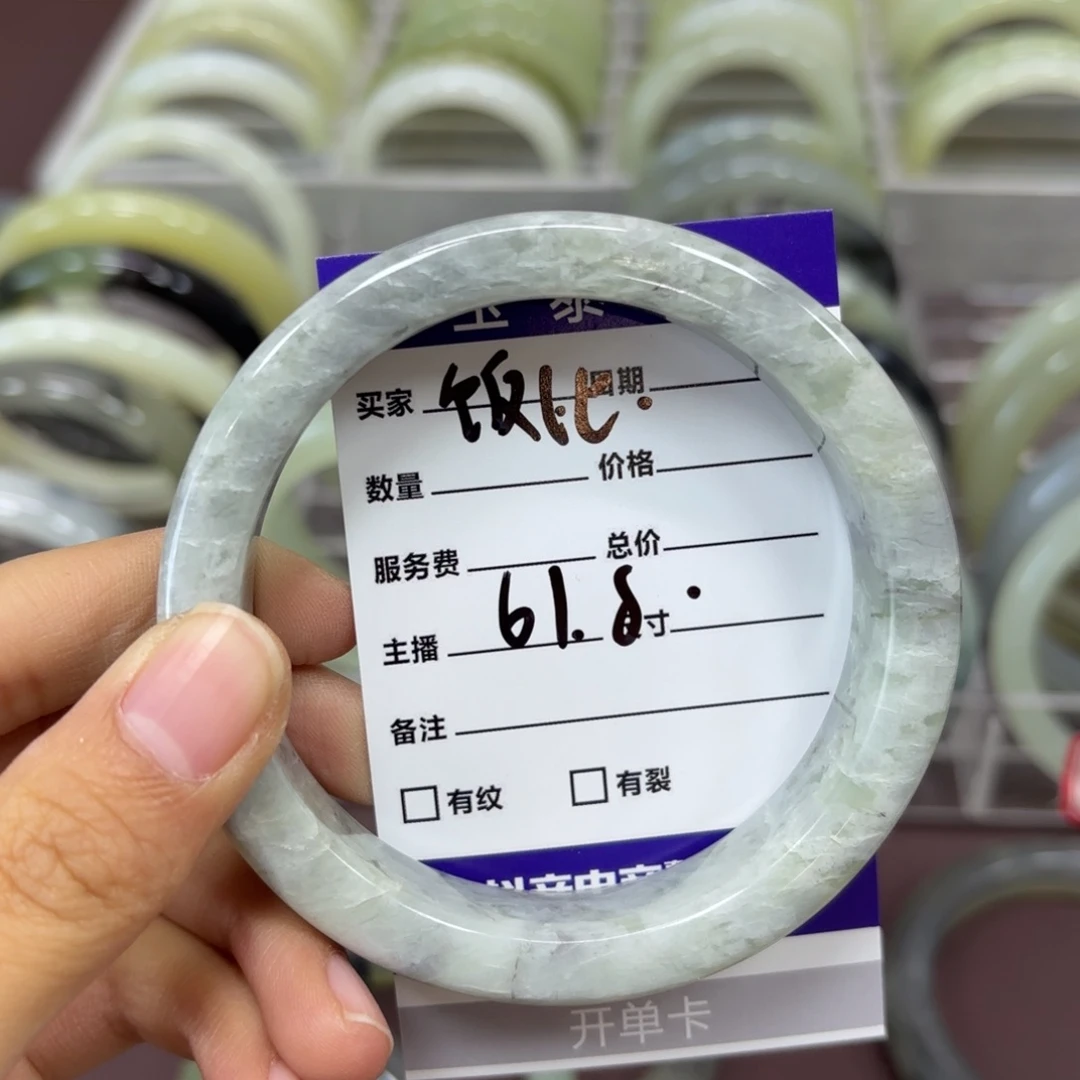 买家 饭比. 日期
数量 价格
服务费 总价
61.8.
主播 尺寸
备注
有纹 有裂
开单卡